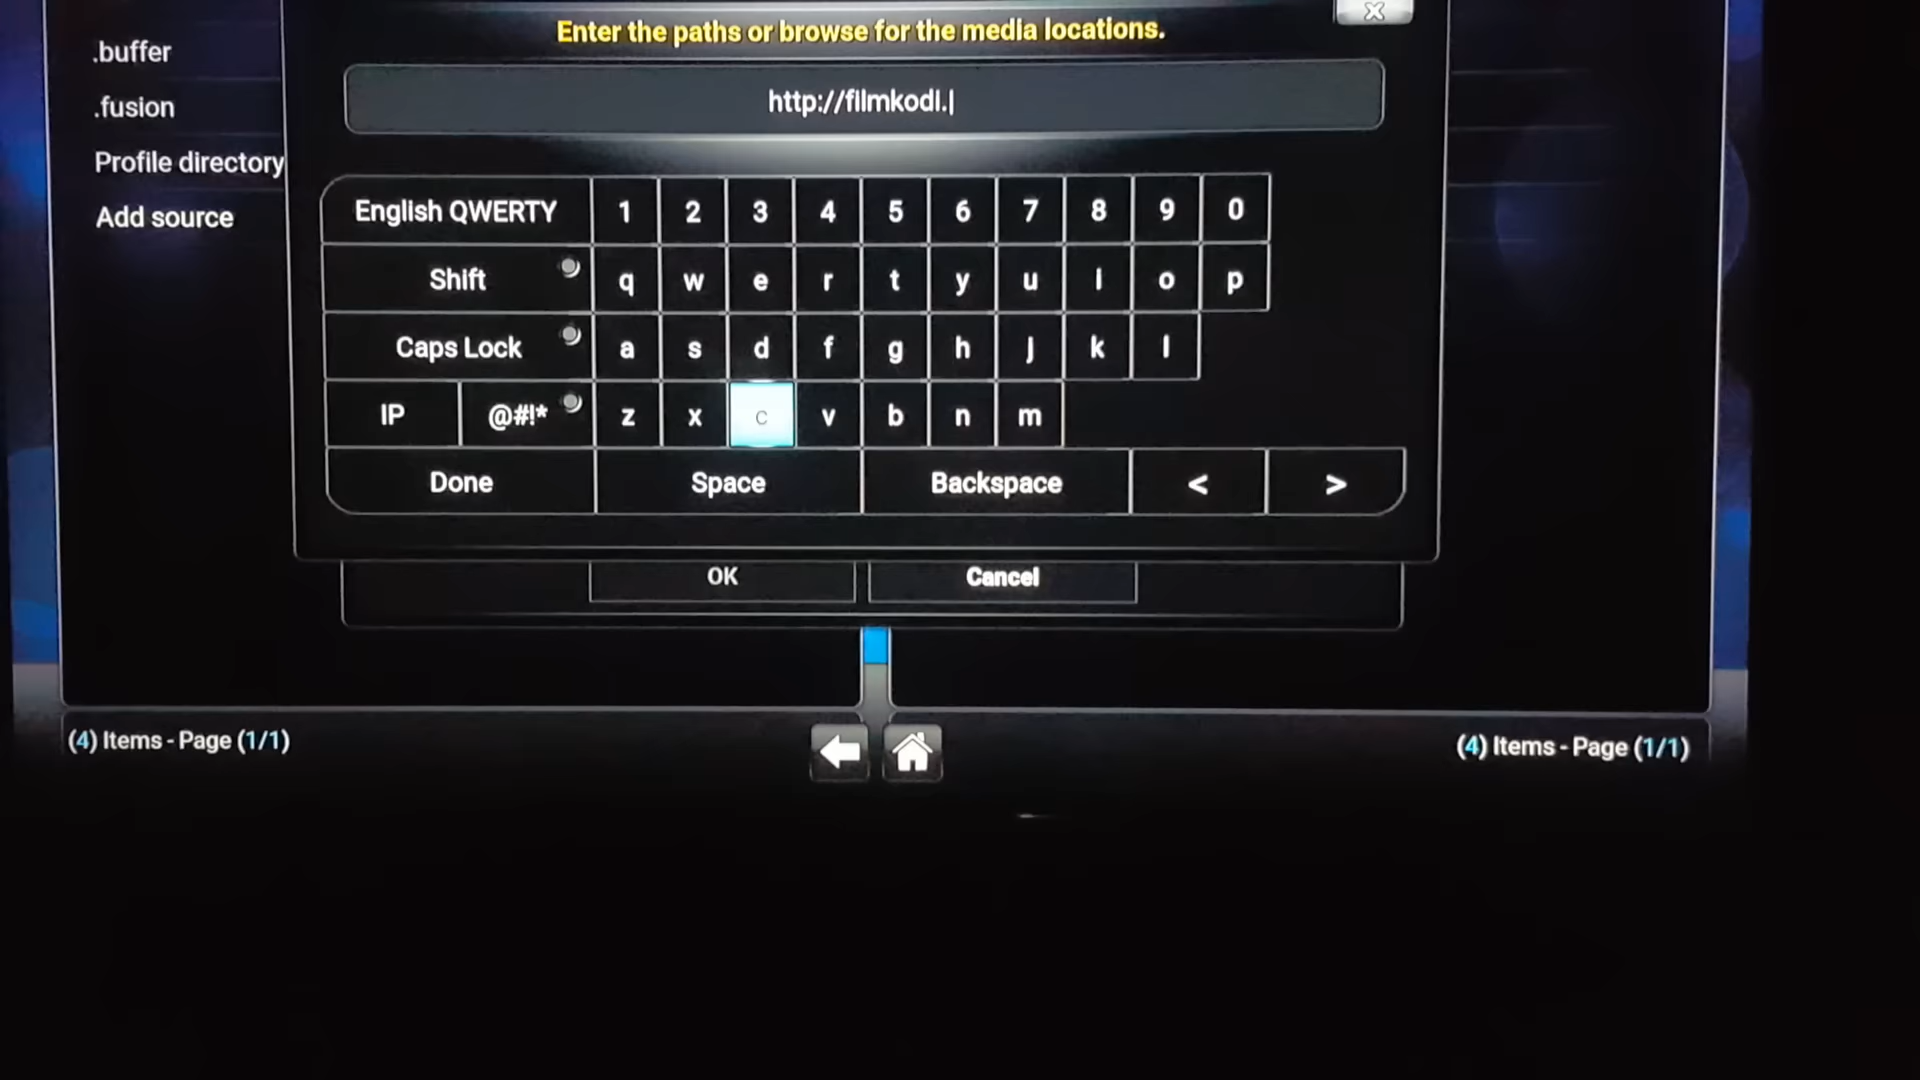 Enter the paths or browse for the media locations.
x
.buffer
.fusion
Profile directory
Add source
http://filmkodI.
English QWERTY 1 2 3 4 5 6 7 8 9 0
Shift q w e r t y u I o p
Caps Lock a s d f g h J k l
IP @#!* z x c v b n m
Done Space Backspace < >
OK Cancel
(4) Items - Page (1/1)
(4) Items - Page (1/1)